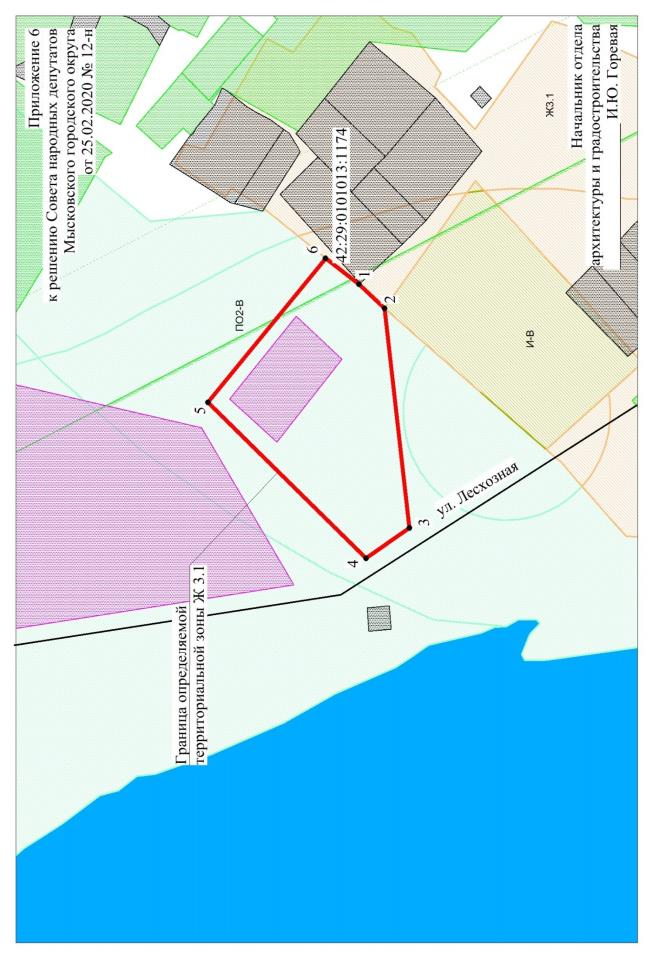 Приложение 6
к решению Совета народных депутатов
Мысковского городского округа
от 25.02.2020 № 12-н
Граница определяемой
территориальной зоны Ж 3.1
5
6
ПО2-В
42:29:0101013:1174
1
2
4
3
ул. Лесхозная
И-В
Ж3.1
Начальник отдела
архитектуры и градостроительства
И.Ю. Горевая